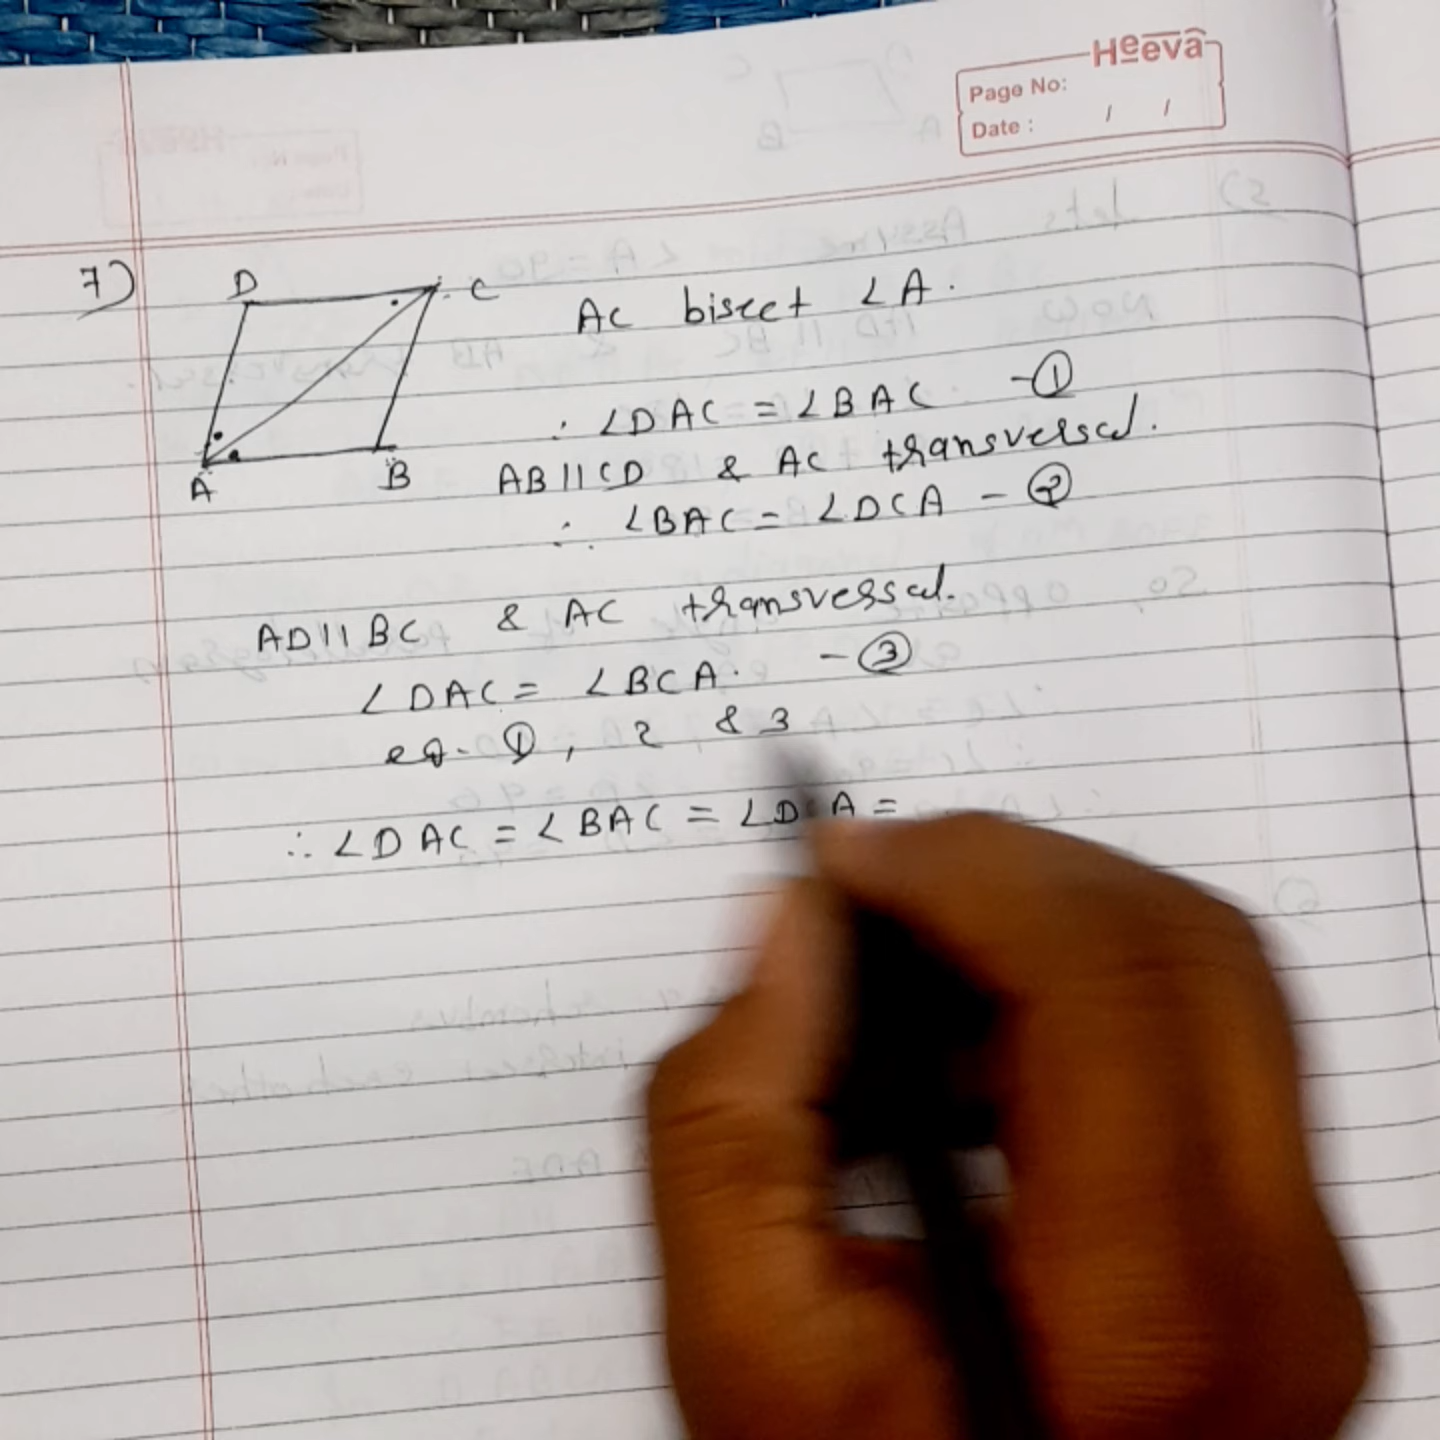 Heeva
Page No:
Date : / /
7)
D C
A B
AC bisect ∠A.
∴ ∠DAC = ∠BAC - ①
AB || CD & AC transversal.
∴ ∠BAC = ∠DCA - ②
AD || BC & AC transversal.
∠DAC = ∠BCA. - ③
eq. ①, 2 & 3
∴ ∠DAC = ∠BAC = ∠DCA =